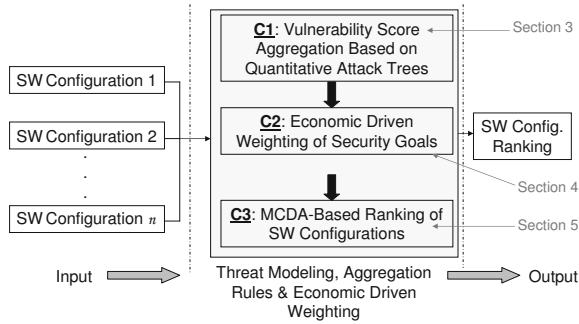 C1: Vulnerability Score
Aggregation Based on
Quantitative Attack Trees
Section 3
SW Configuration 1
SW Configuration 2
.
.
.
SW Configuration n
C2: Economic Driven
Weighting of Security Goals
SW Config.
Ranking
Section 4
C3: MCDA-Based Ranking of
SW Configurations
Section 5
Input
Threat Modeling, Aggregation
Rules & Economic Driven
Weighting
Output